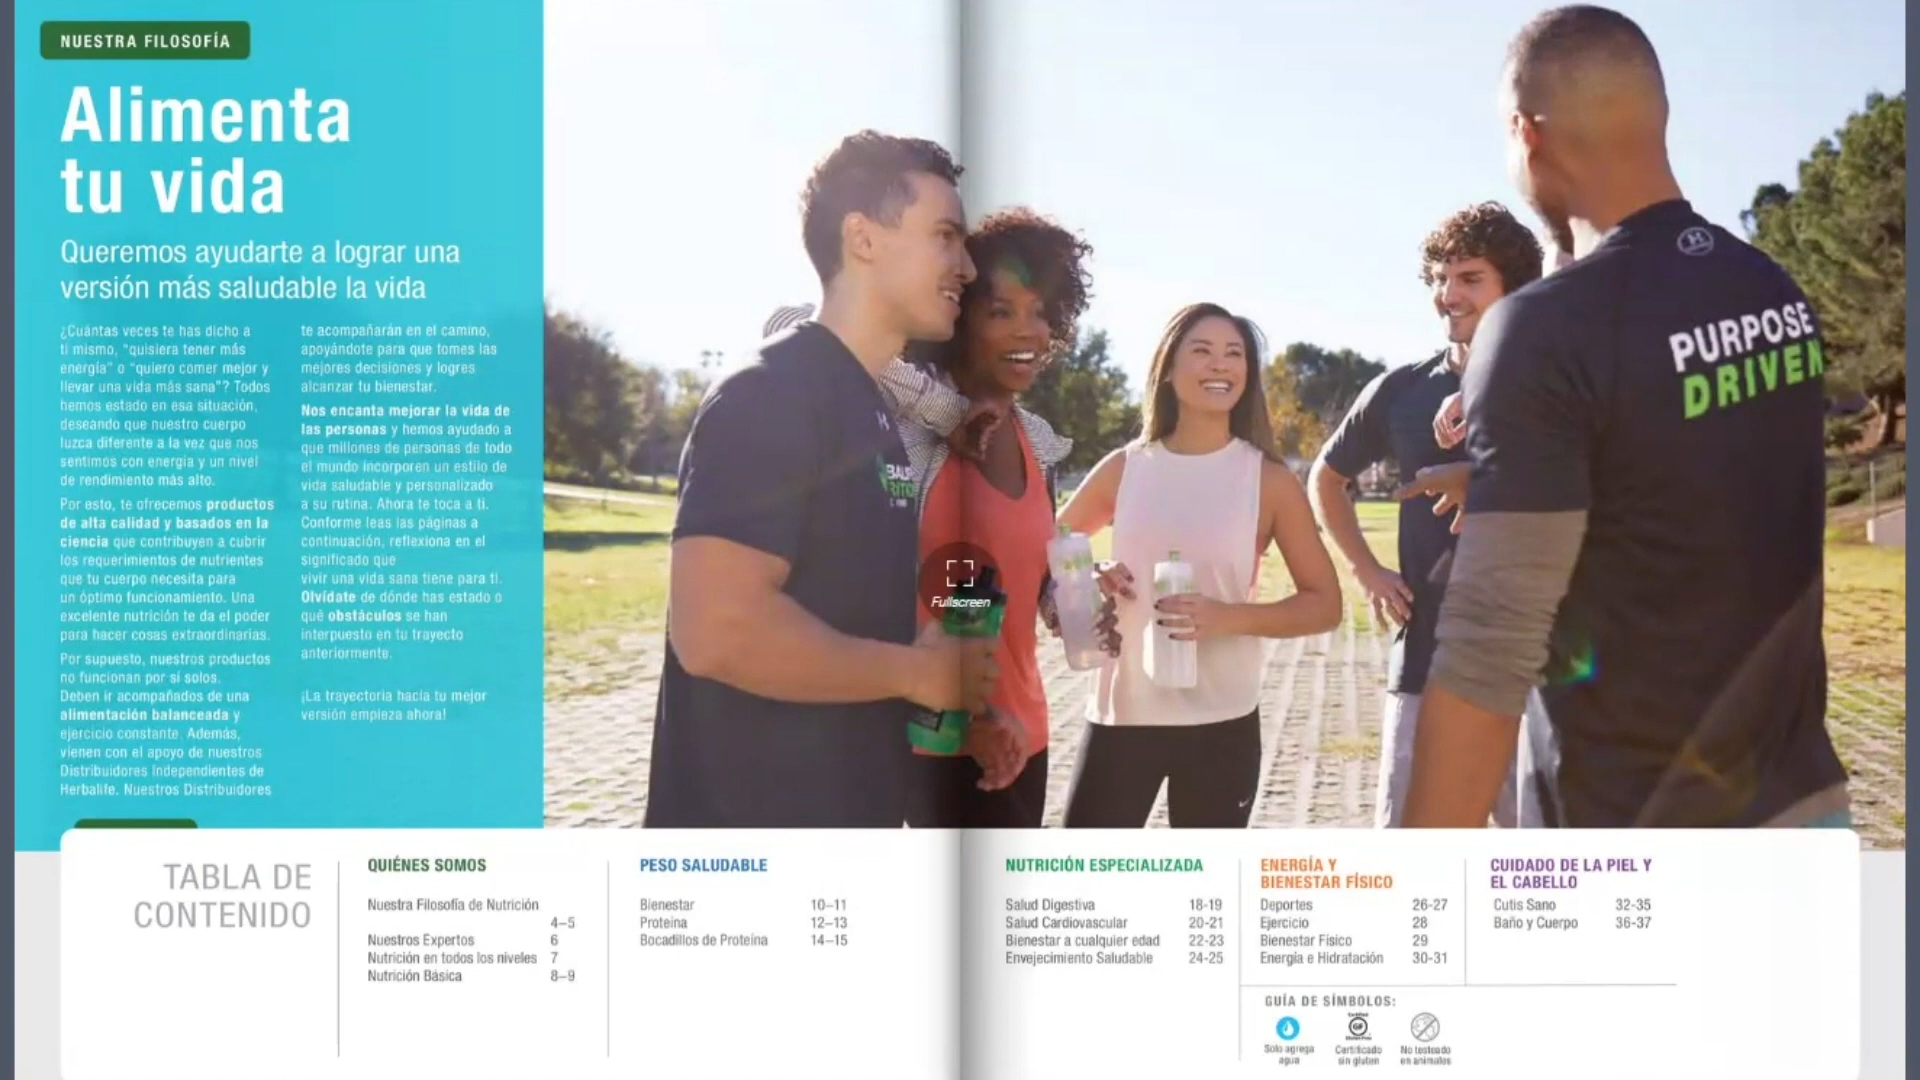 NUESTRA FILOSOFÍA
Alimenta
tu vida
Queremos ayudarte a lograr una
versión más saludable la vida
¿Cuántas veces te has dicho a
ti mismo, "quisiera tener más
energía" o "quiero comer mejor y
llevar una vida más sana"? Todos
hemos estado en esa situación,
deseando que nuestro cuerpo
luzca diferente a la vez que nos
sentimos con energía y un nivel
de rendimiento más alto.
Por esto, te ofrecemos productos
de alta calidad y basados en la
ciencia que contribuyen a cubrir
los requerimientos de nutrientes
que tu cuerpo necesita para
un óptimo funcionamiento. Una
excelente nutrición te da el poder
para hacer cosas extraordinarias.
Por supuesto, nuestros productos
no funcionan por sí solos.
Deben ir acompañados de una
alimentación balanceada y
ejercicio constante. Además,
vienen con el apoyo de nuestros
Distribuidores Independientes de
Herbalife. Nuestros Distribuidores
te acompañarán en el camino,
apoyándote para que tomes las
mejores decisiones y logres
alcanzar tu bienestar.
Nos encanta mejorar la vida de
las personas y hemos ayudado a
que millones de personas de todo
el mundo incorporen un estilo de
vida saludable y personalizado
a su rutina. Ahora te toca a ti.
Conforme leas las páginas a
continuación, reflexiona en el
significado que
vivir una vida sana tiene para ti.
Olvídate de dónde has estado o
qué obstáculos se han
interpuesto en tu trayecto
anteriormente.
¡La trayectoria hacia tu mejor
versión empieza ahora!
PURPOSE
DRIVEN
Fullscreen
TABLA DE
CONTENIDO
QUIÉNES SOMOS
Nuestra Filosofía de Nutrición
4–5
Nuestros Expertos 6
Nutrición en todos los niveles 7
Nutrición Básica 8–9
PESO SALUDABLE
Bienestar 10–11
Proteína 12–13
Bocadillos de Proteína 14–15
NUTRICIÓN ESPECIALIZADA
Salud Digestiva 18-19
Salud Cardiovascular 20-21
Bienestar a cualquier edad 22-23
Envejecimiento Saludable 24-25
ENERGÍA Y
BIENESTAR FÍSICO
Deportes 26-27
Ejercicio 28
Bienestar Físico 29
Energía e Hidratación 30-31
CUIDADO DE LA PIEL Y
EL CABELLO
Cutis Sano 32-35
Baño y Cuerpo 36-37
GUÍA DE SÍMBOLOS:
Solo agrega
agua
Certificado
sin gluten
No testeado
en animales